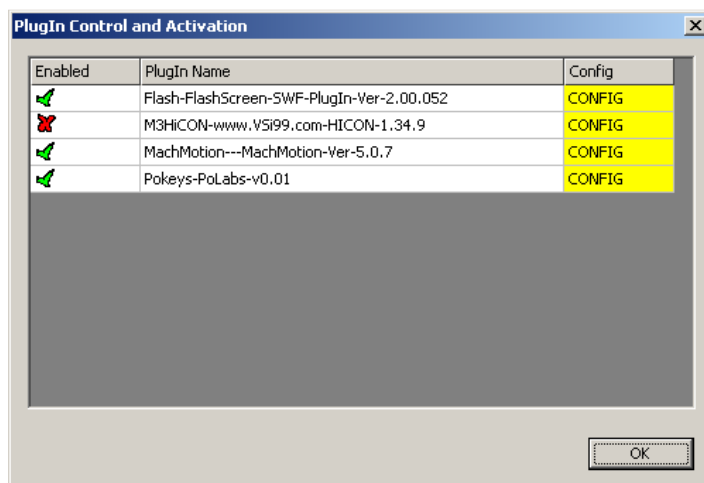 PlugIn Control and Activation
Enabled PlugIn Name Config
Flash-FlashScreen-SWF-PlugIn-Ver-2.00.052 CONFIG
M3HiCON-www.VSi99.com-HICON-1.34.9 CONFIG
MachMotion---MachMotion-Ver-5.0.7 CONFIG
Pokeys-PoLabs-v0.01 CONFIG
OK